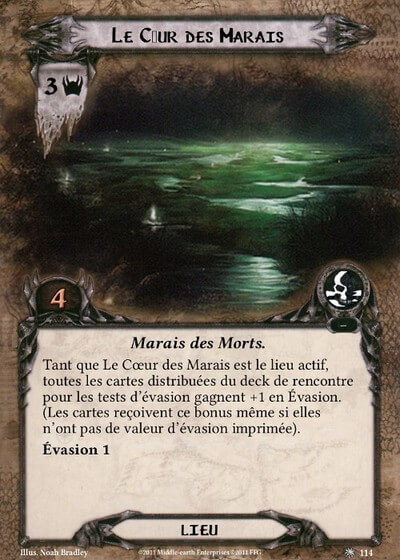 Le C□ur des Marais
3
4
–
Marais des Morts.
Tant que Le Cœur des Marais est le lieu actif,
toutes les cartes distribuées du deck de rencontre
pour les tests d'évasion gagnent +1 en Évasion.
(Les cartes reçoivent ce bonus même si elles
n'ont pas de valeur d'évasion imprimée).
Évasion 1
Lieu
Illus. Noah Bradley
©2011 Middle-earth Enterprises ©2011 FFG
114